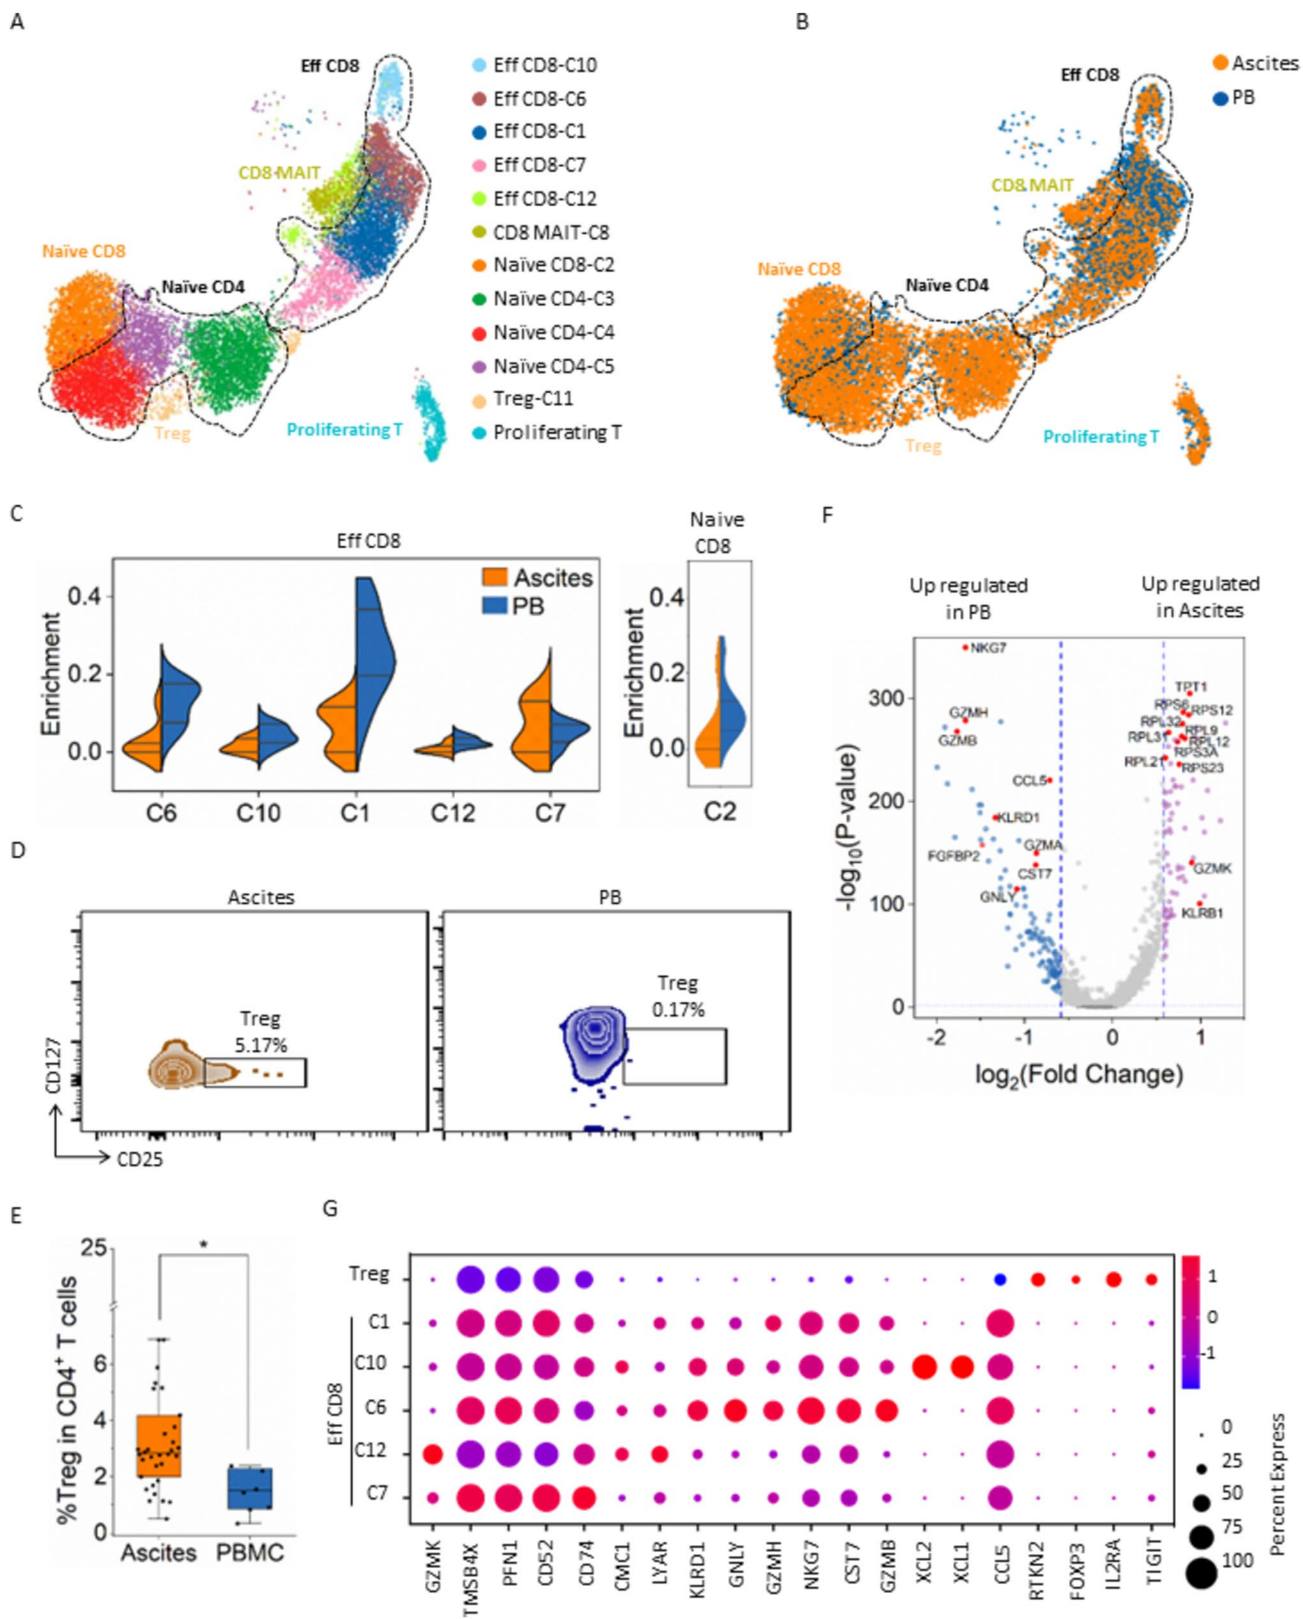 A
Eff CD8
CD8 MAIT
Naïve CD8
Naïve CD4
Treg
Proliferating T
Eff CD8-C10
Eff CD8-C6
Eff CD8-C1
Eff CD8-C7
Eff CD8-C12
CD8 MAIT-C8
Naïve CD8-C2
Naïve CD4-C3
Naïve CD4-C4
Naïve CD4-C5
Treg-C11
Proliferating T
B
Eff CD8
Ascites
PB
CD8 MAIT
Naïve CD8
Naïve CD4
Treg
Proliferating T
C
Eff CD8
Ascites
PB
Enrichment
0.4
0.2
0.0
C6
C10
C1
C12
C7
Naive
CD8
Enrichment
0.4
0.2
0.0
C2
D
Ascites
Treg
5.17%
PB
Treg
0.17%
CD127
CD25
E
*
%Treg in CD4⁺ T cells
25
6
4
2
0
Ascites
PBMC
F
Up regulated
in PB
Up regulated
in Ascites
NKG7
GZMH
GZMB
CCL5
KLRD1
GZMA
FGFBP2
CST7
GNLY
TPT1
RPS6
RPS12
RPL32
RPL9
RPL31
RPL12
RPS3A
RPL21
RPS23
GZMK
KLRB1
-log₁₀(P-value)
300
200
100
0
-2
-1
0
1
log₂(Fold Change)
G
Treg
C1
C10
C6
C12
C7
Eff CD8
GZMK
TMSB4X
PFN1
CD52
CD74
CMC1
LYAR
KLRD1
GNLY
GZMH
NKG7
CST7
GZMB
XCL2
XCL1
CCL5
RTKN2
FOXP3
IL2RA
TIGIT
1
0
-1
0
25
50
75
100
Percent Express